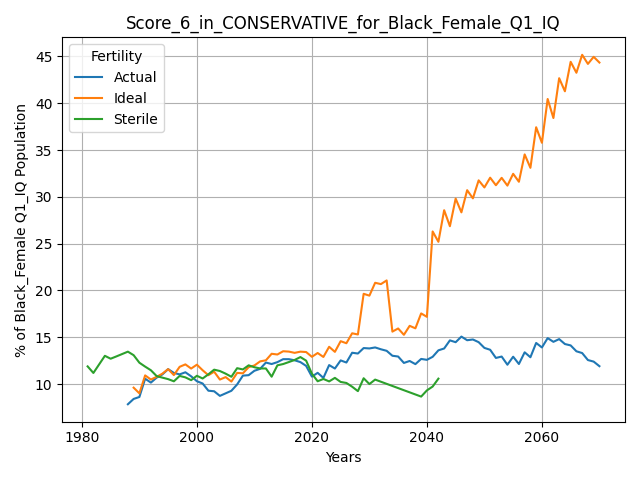 Score_6_in_CONSERVATIVE_for_Black_Female_Q1_IQ
Fertility
Actual
Ideal
Sterile
% of Black_Female Q1_IQ Population
45
40
35
30
25
20
15
10
1980
2000
2020
2040
2060
Years